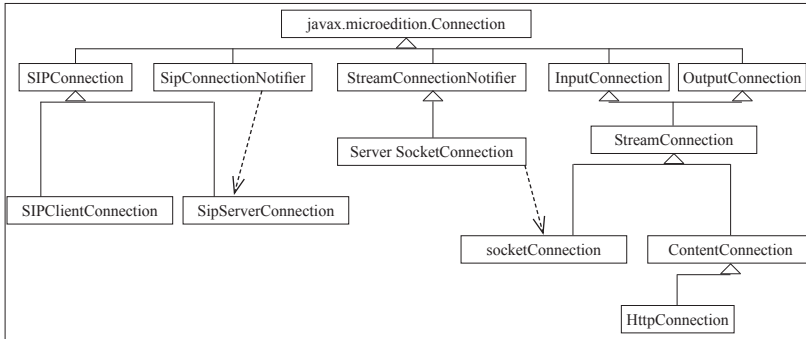 javax.microedition.Connection
SIPConnection
SipConnectionNotifier
StreamConnectionNotifier
InputConnection
OutputConnection
Server SocketConnection
StreamConnection
SIPClientConnection
SipServerConnection
socketConnection
ContentConnection
HttpConnection